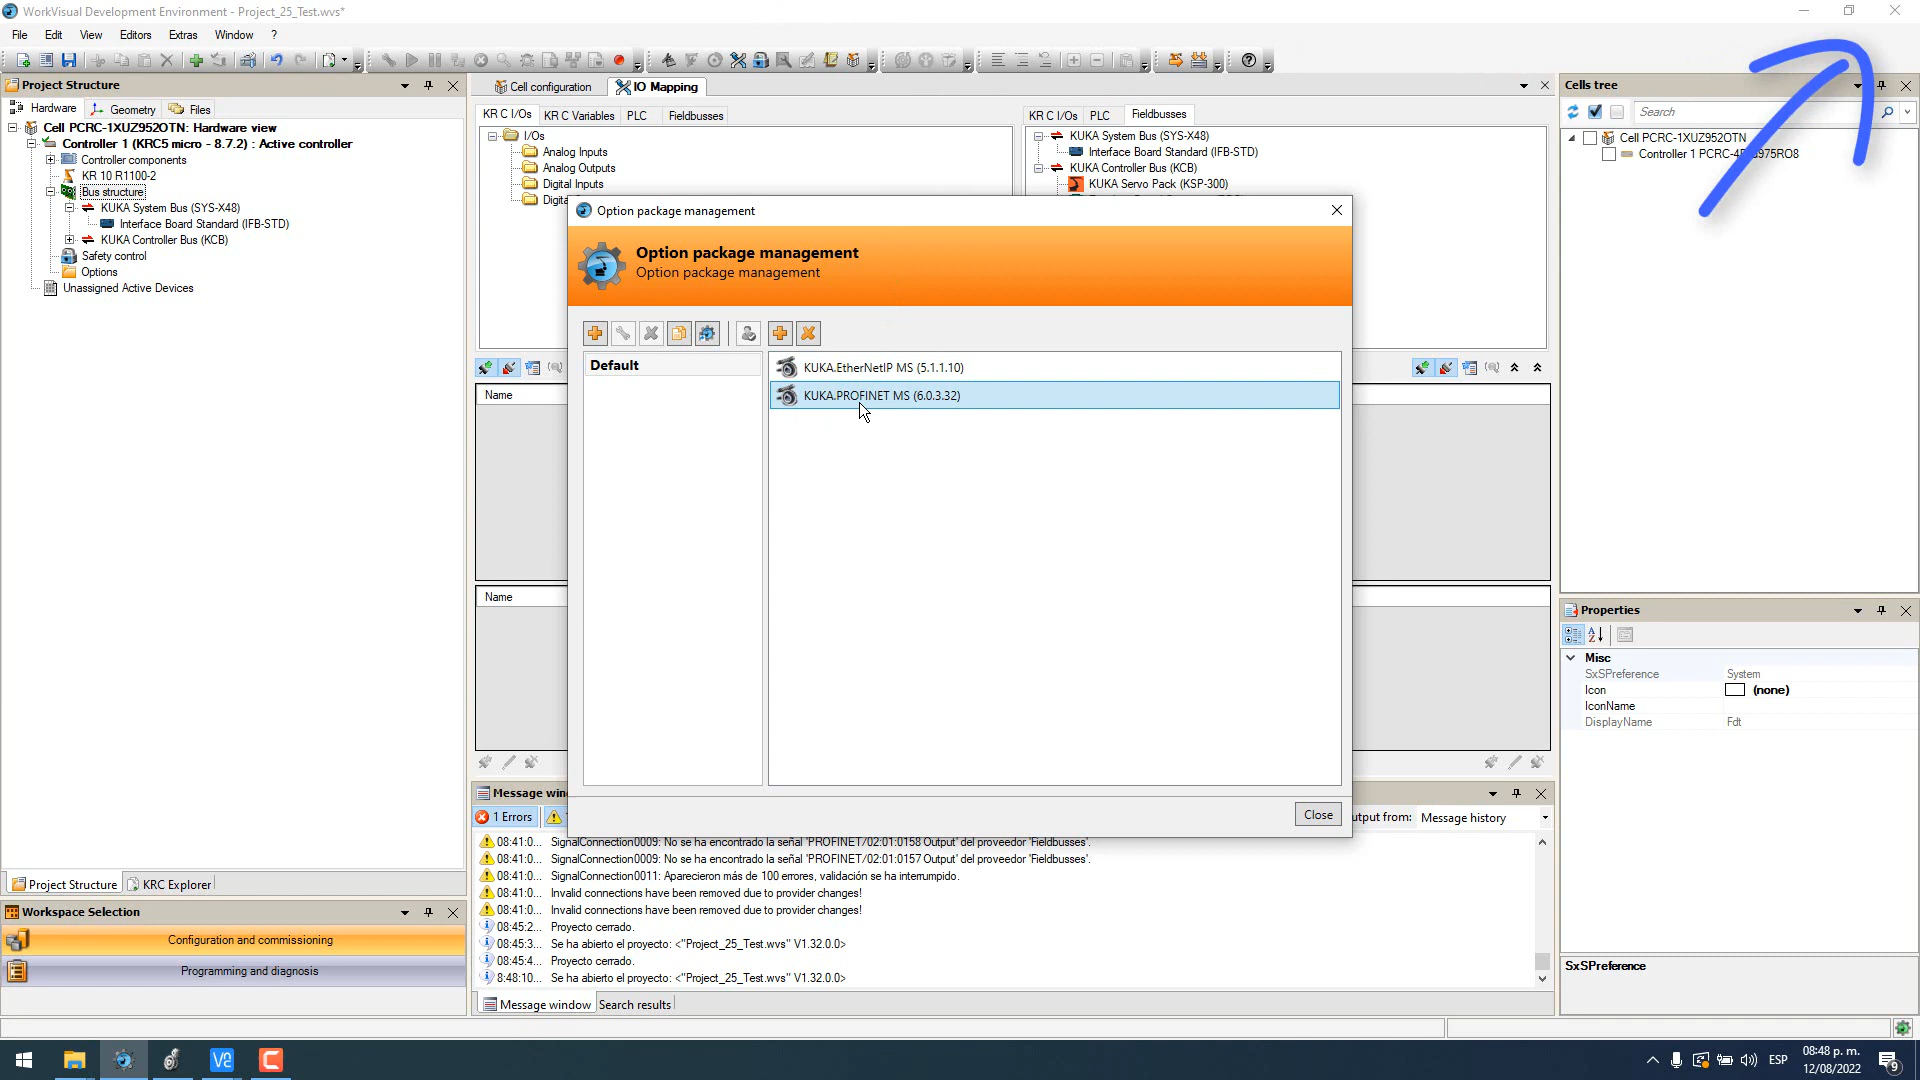 WorkVisual Development Environment - Project_25_Test.wvs*
File Edit View Editors Extras Window ?
Project Structure
Hardware Geometry Files
Cell PCRC-1XUZ952OTN: Hardware view
Controller 1 (KRC5 micro - 8.7.2) : Active controller
Controller components
KR 10 R1100-2
Bus structure
KUKA System Bus (SYS-X48)
Interface Board Standard (IFB-STD)
KUKA Controller Bus (KCB)
Safety control
Options
Unassigned Active Devices
Project Structure KRC Explorer
Workspace Selection
Configuration and commissioning
Programming and diagnosis
Cell configuration IO Mapping
KR C I/Os KR C Variables PLC Fieldbusses
I/Os
Analog Inputs
Analog Outputs
Digital Inputs
KR C I/Os PLC Fieldbusses
KUKA System Bus (SYS-X48)
Interface Board Standard (IFB-STD)
KUKA Controller Bus (KCB)
KUKA Servo Pack (KSP-300)
Name
Name
Option package management
Option package management
Option package management
Default
KUKA.EtherNetIP MS (5.1.1.10)
KUKA.PROFINET MS (6.0.3.32)
Close
Message win
1 Errors
utput from: Message history
08:41:0... SignalConnection0009: No se ha encontrado la señal 'PROFINET/02:01:0158 Output' del proveedor 'Fieldbusses'.
08:41:0... SignalConnection0009: No se ha encontrado la señal 'PROFINET/02:01:0157 Output' del proveedor 'Fieldbusses'.
08:41:0... SignalConnection0011: Aparecieron más de 100 errores, validación se ha interrumpido.
08:41:0... Invalid connections have been removed due to provider changes!
08:41:0... Invalid connections have been removed due to provider changes!
08:45:2... Proyecto cerrado.
08:45:3... Se ha abierto el proyecto: <"Project_25_Test.wvs" V1.32.0.0>
08:45:4... Proyecto cerrado.
8:48:10... Se ha abierto el proyecto: <"Project_25_Test.wvs" V1.32.0.0>
Message window Search results
Cells tree
Search
Cell PCRC-1XUZ952OTN
Controller 1
Properties
Misc
SxSPreference System
Icon (none)
IconName
DisplayName Fdt
SxSPreference
ESP
08:48 p. m.
12/08/2022
9